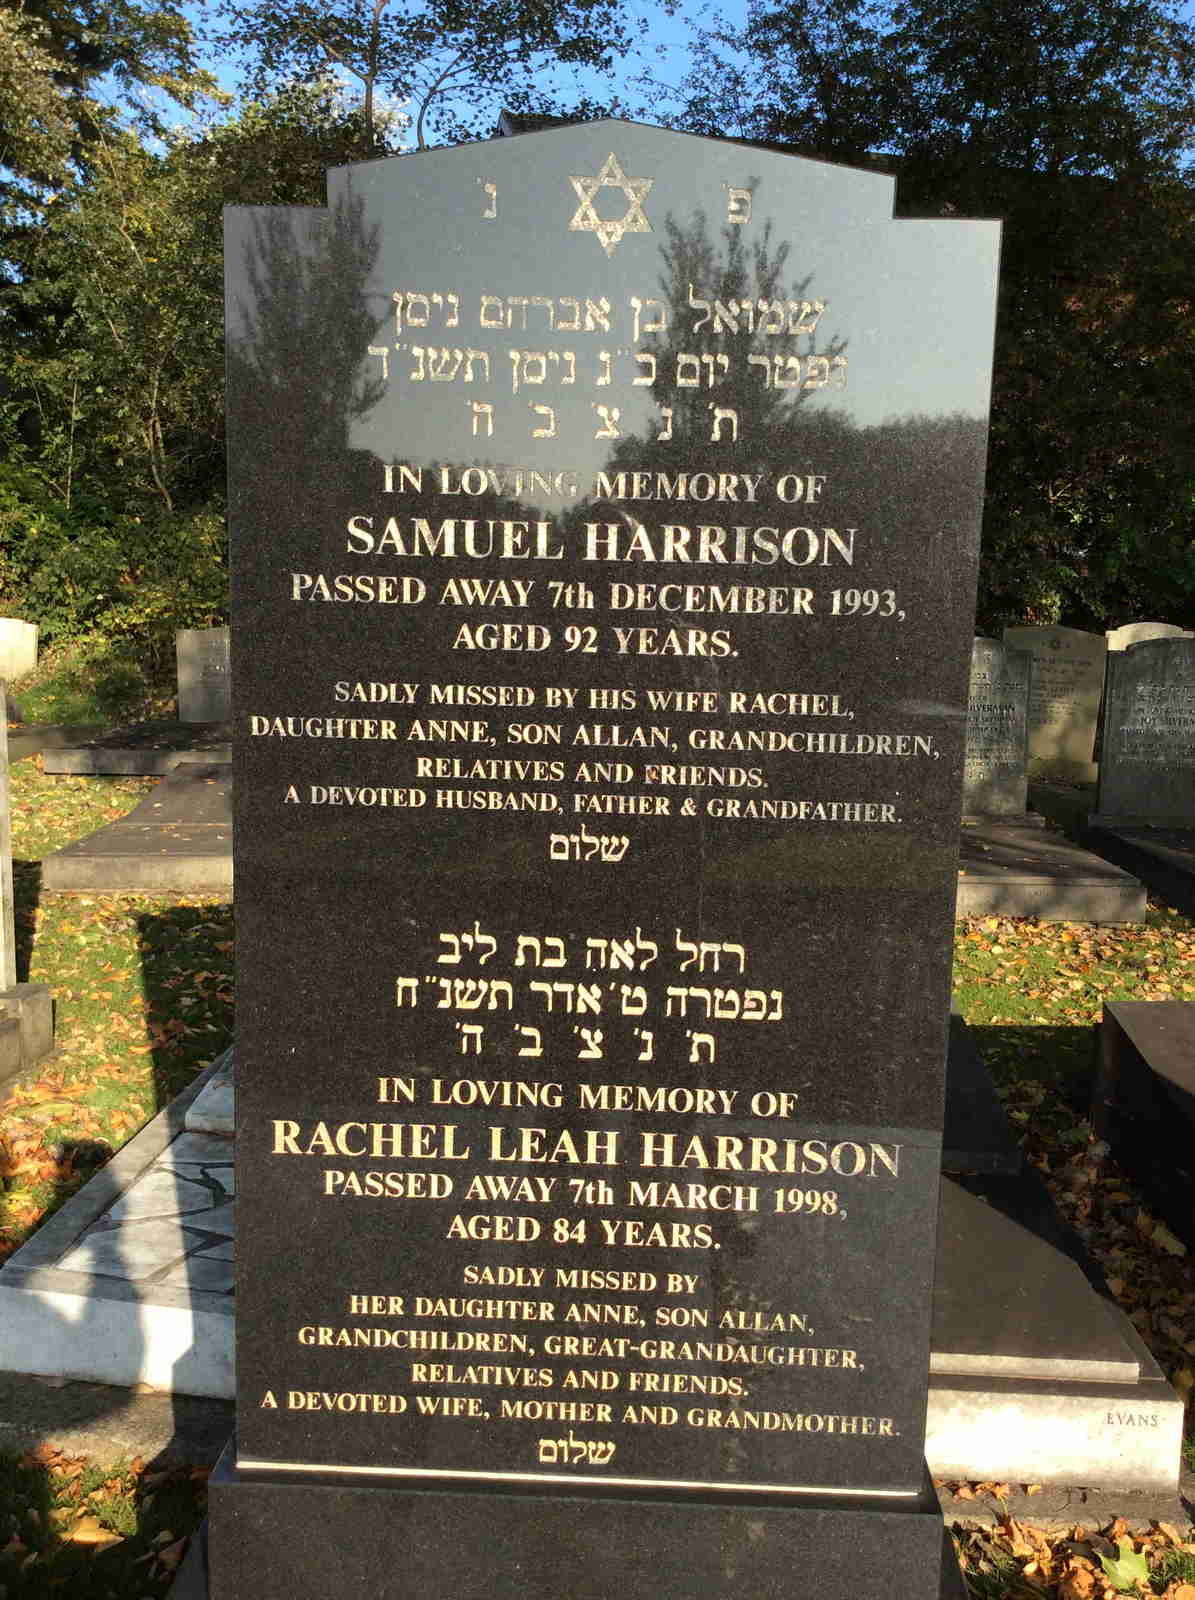 פ' נ'
שמואל בן אברהם ניסן
נפטר יום כ"ג ניסן תשנ"ד
ת' נ' צ' ב' ה'
IN LOVING MEMORY OF
SAMUEL HARRISON
PASSED AWAY 7th DECEMBER 1993,
AGED 92 YEARS.
SADLY MISSED BY HIS WIFE RACHEL,
DAUGHTER ANNE, SON ALLAN, GRANDCHILDREN,
RELATIVES AND FRIENDS.
A DEVOTED HUSBAND, FATHER & GRANDFATHER.
שלום
רחל לאה בת ליב
נפטרה ט' אדר תשנ"ח
ת' נ' צ' ב' ה'
IN LOVING MEMORY OF
RACHEL LEAH HARRISON
PASSED AWAY 7th MARCH 1998,
AGED 84 YEARS.
SADLY MISSED BY
HER DAUGHTER ANNE, SON ALLAN,
GRANDCHILDREN, GREAT-GRANDAUGHTER,
RELATIVES AND FRIENDS.
A DEVOTED WIFE, MOTHER AND GRANDMOTHER.
שלום
EVANS